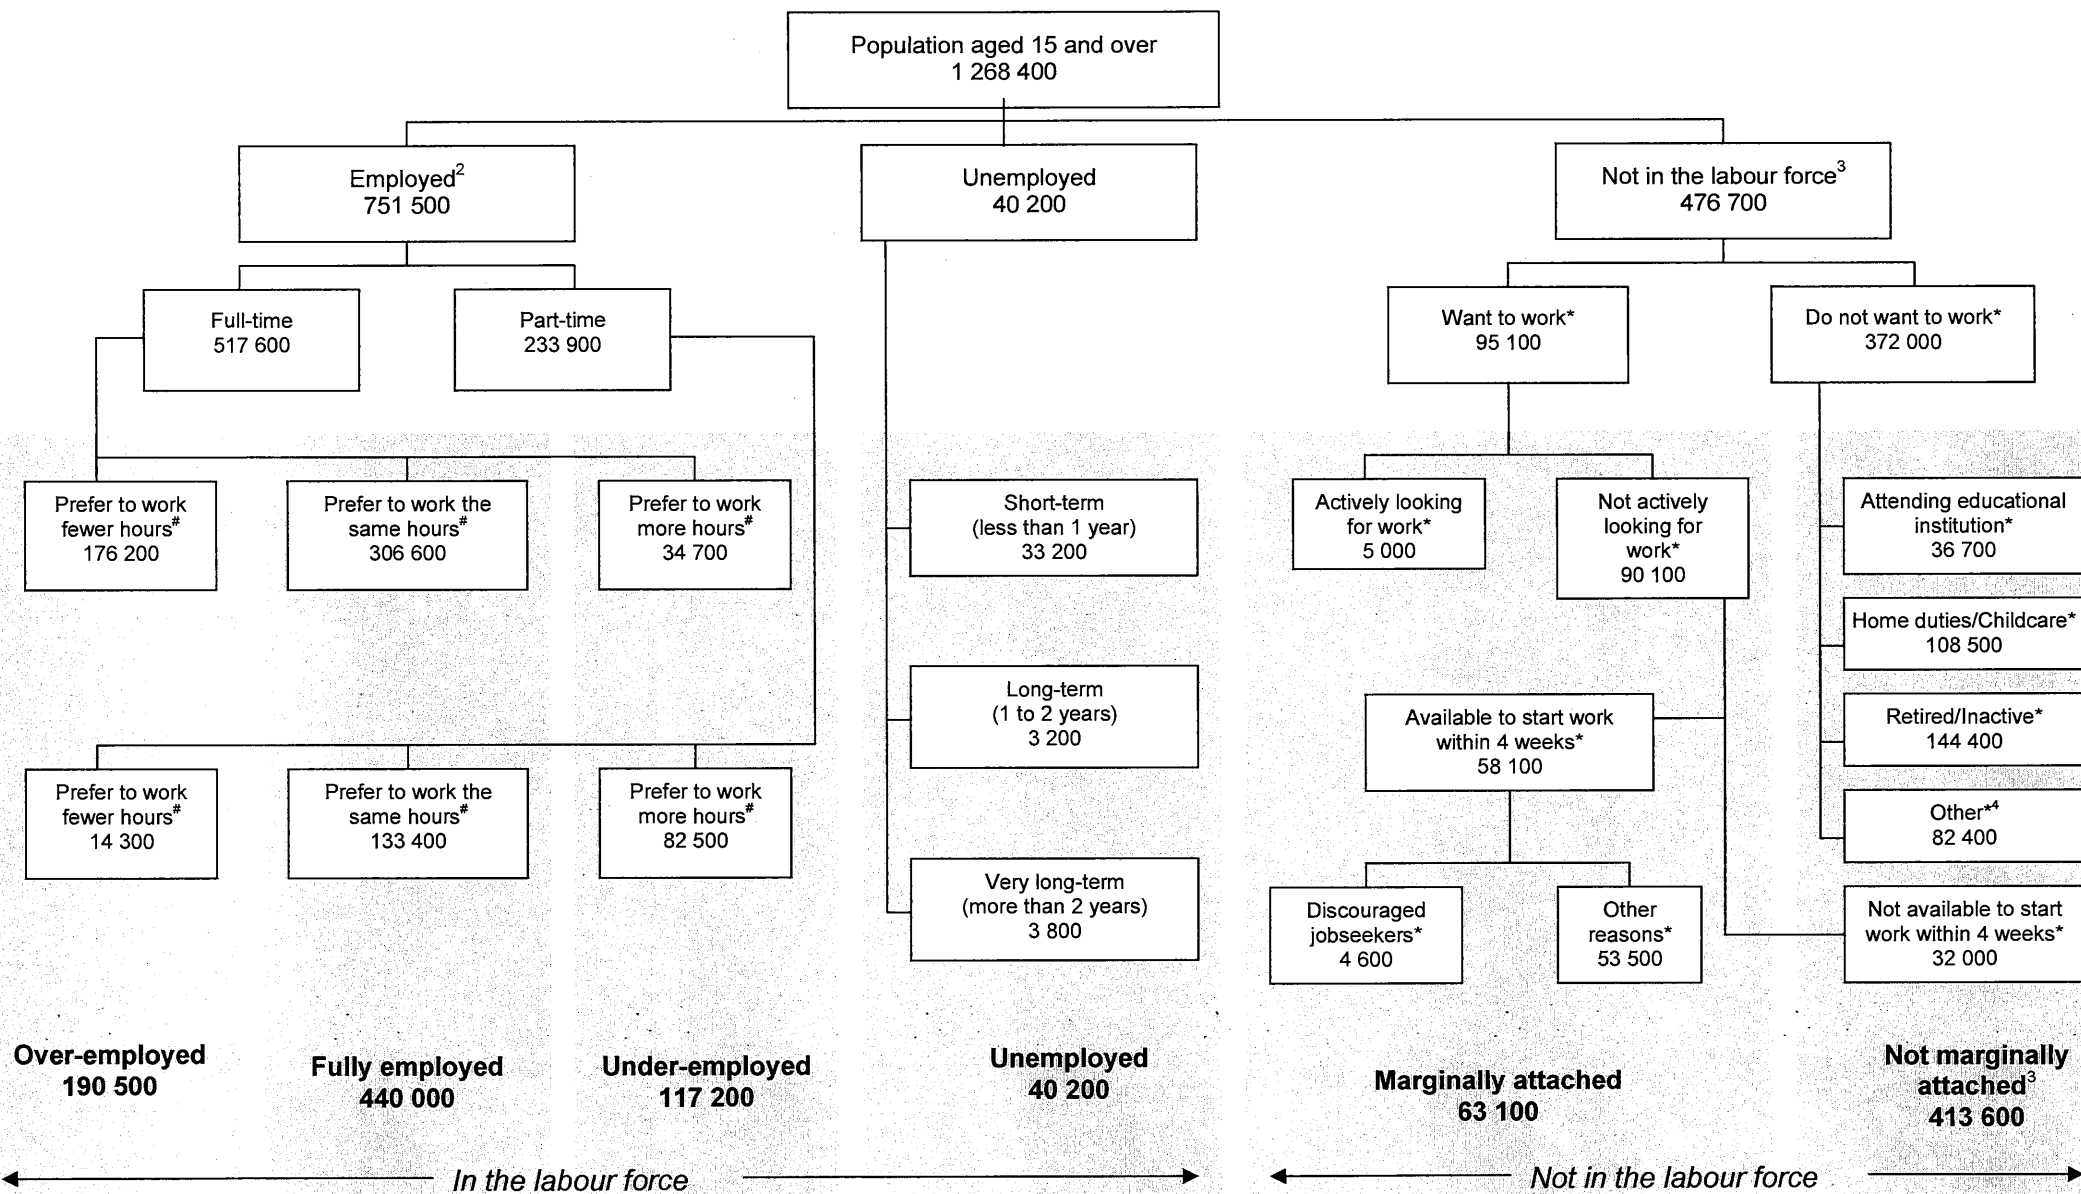 Population aged 15 and over
1 268 400
Employed²
751 500
Unemployed
40 200
Not in the labour force³
476 700
Full-time
517 600
Part-time
233 900
Want to work*
95 100
Do not want to work*
372 000
Prefer to work
fewer hours#
176 200
Prefer to work the
same hours#
306 600
Prefer to work
more hours#
34 700
Short-term
(less than 1 year)
33 200
Actively looking
for work*
5 000
Not actively
looking for
work*
90 100
Attending educational
institution*
36 700
Home duties/Childcare*
108 500
Long-term
(1 to 2 years)
3 200
Available to start work
within 4 weeks*
58 100
Retired/Inactive*
144 400
Prefer to work
fewer hours#
14 300
Prefer to work the
same hours#
133 400
Prefer to work
more hours#
82 500
Other*⁴
82 400
Very long-term
(more than 2 years)
3 800
Discouraged
jobseekers*
4 600
Other
reasons*
53 500
Not available to start
work within 4 weeks*
32 000
Over-employed
190 500
Fully employed
440 000
Under-employed
117 200
Unemployed
40 200
Marginally attached
63 100
Not marginally
attached³
413 600
In the labour force
Not in the labour force